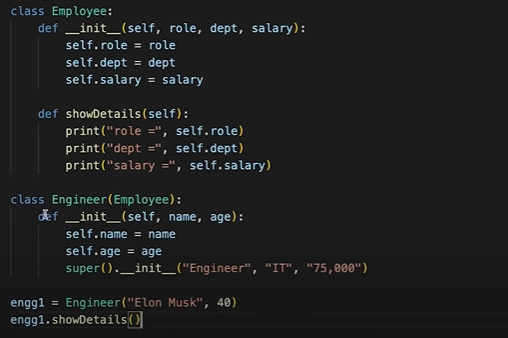 class Employee:
    def __init__(self, role, dept, salary):
        self.role = role
        self.dept = dept
        self.salary = salary

    def showDetails(self):
        print("role =", self.role)
        print("dept =", self.dept)
        print("salary =", self.salary)

class Engineer(Employee):
    def __init__(self, name, age):
        self.name = name
        self.age = age
        super().__init__("Engineer", "IT", "75,000")

engg1 = Engineer("Elon Musk", 40)
engg1.showDetails()